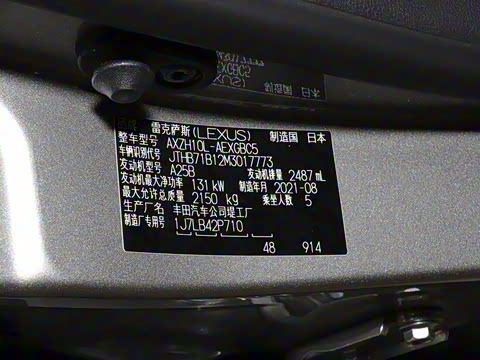 雷克萨斯(LEXUS) 制造国 日本
整车型号 AXZH10L-AEXGBC5
车辆识别代号 JTHB71B12M3017773
发动机型号 A25B 发动机排量 2487 mL
发动机最大净功率 131 kW 制造年月 2021-08
最大允许总质量 2150 kg 乘坐人数 5
生产厂名 丰田汽车公司堤工厂
制造厂专用号 1J7LB42P710
48 914